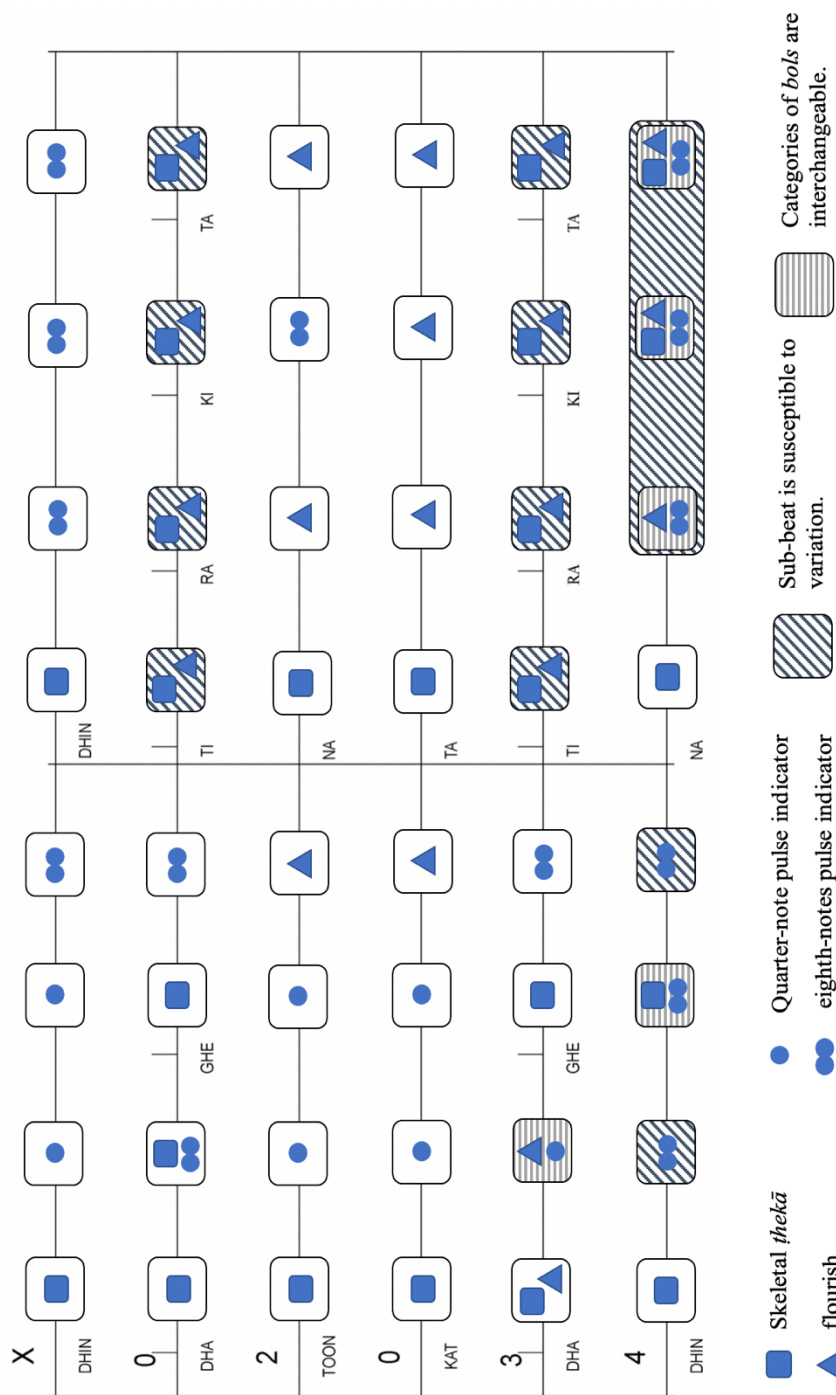 X
DHIN DHIN
0
DHA GHE TI RA KI TA
2
TOON NA
0
KAT TA
3
DHA GHE TI RA KI TA
4
DHIN NA
Skeletal ṭhekā
flourish
Quarter-note pulse indicator
eighth-notes pulse indicator
Sub-beat is susceptible to
variation.
Categories of bols are
interchangeable.